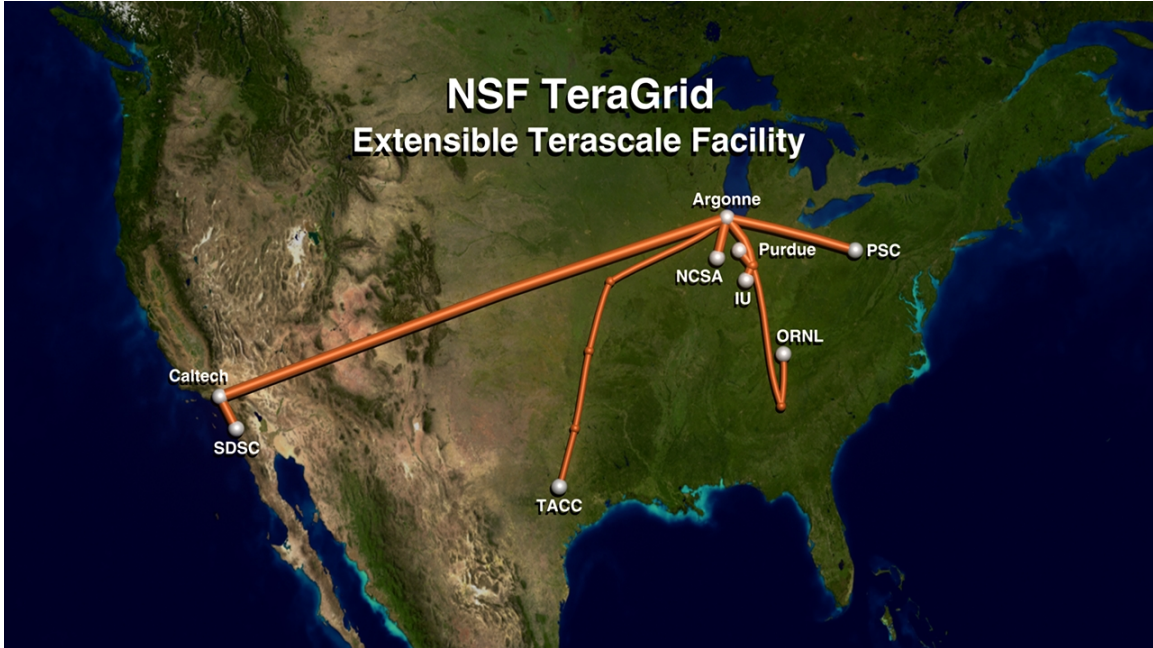 NSF TeraGrid
Extensible Terascale Facility
Argonne
Purdue
PSC
NCSA
IU
ORNL
Caltech
SDSC
TACC